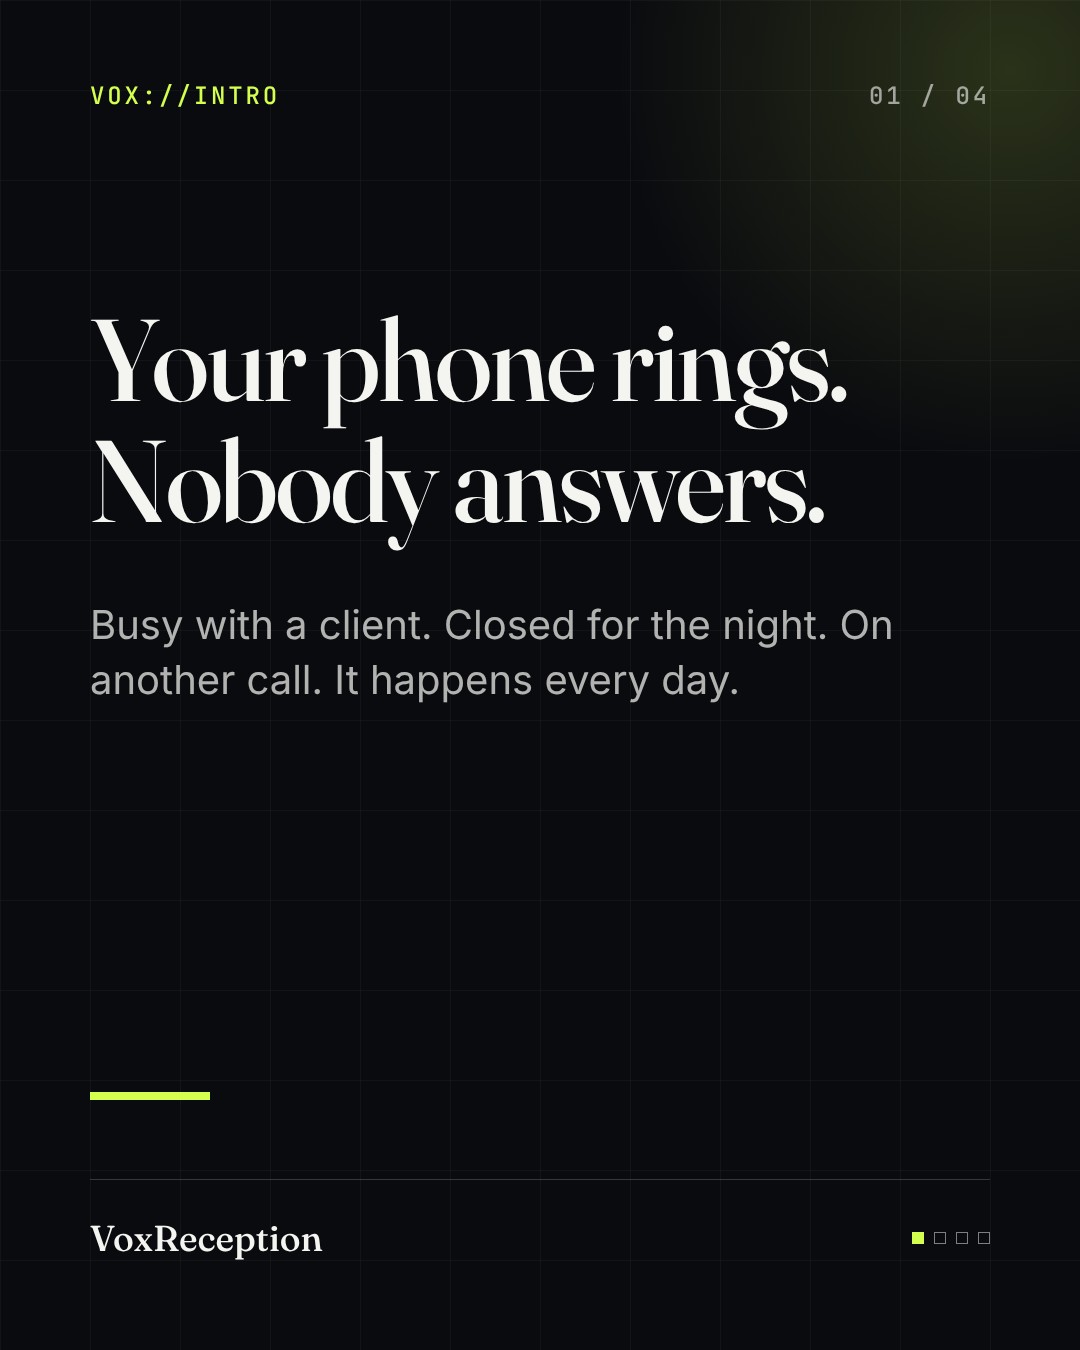 VOX://INTRO
01 / 04
Your phone rings.
Nobody answers.
Busy with a client. Closed for the night. On
another call. It happens every day.
VoxReception